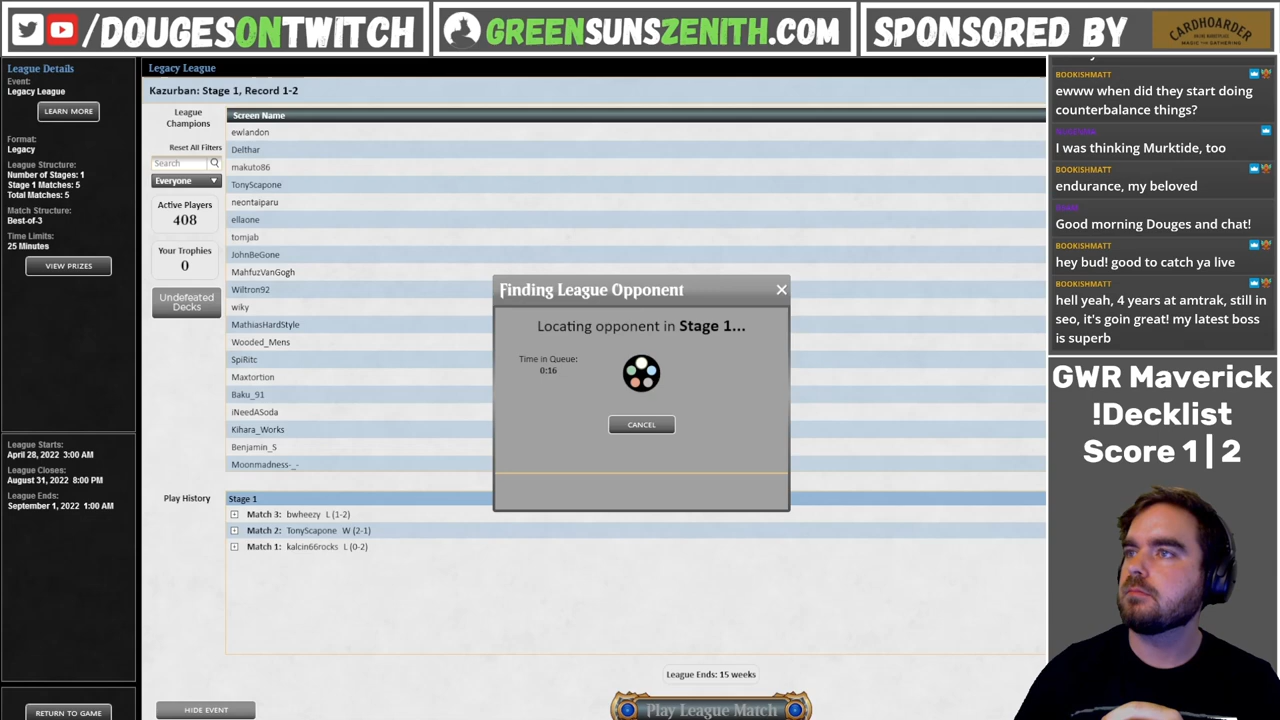 /DOUGESONTWITCH
GREENSUNSZENITH.COM
SPONSORED BY
CARDHOARDER
MAGIC THE GATHERING
League Details
Event:
Legacy League
LEARN MORE
Format:
Legacy
League Structure:
Number of Stages: 1
Stage 1 Matches: 5
Total Matches: 5
Match Structure:
Best-of-3
Time Limits:
25 Minutes
VIEW PRIZES
League Starts:
April 28, 2022 3:00 AM
League Closes:
August 31, 2022 8:00 PM
League Ends:
September 1, 2022 1:00 AM
RETURN TO GAME
Legacy League
Kazurban: Stage 1, Record 1-2
League
Champions
Reset All Filters
Search
Everyone
Active Players
408
Your Trophies
0
Undefeated
Decks
Screen Name
ewlandon
Delthar
makuto86
TonyScapone
neontaiparu
ellaone
tomjab
JohnBeGone
MahfuzVanGogh
Wiltron92
wiky
MathiasHardStyle
Wooded_Mens
SpiRitc
Maxtortion
Baku_91
iNeedASoda
Kihara_Works
Benjamin_S
Moonmadness-_-
Finding League Opponent
Locating opponent in Stage 1...
Time in Queue:
0:16
CANCEL
Play History
Stage 1
Match 3: bwheezy L (1-2)
Match 2: TonyScapone W (2-1)
Match 1: kalcin66rocks L (0-2)
League Ends: 15 weeks
HIDE EVENT
Play League Match
BOOKISHMATT
ewww when did they start doing
counterbalance things?
I was thinking Murktide, too
BOOKISHMATT
endurance, my beloved
Good morning Douges and chat!
BOOKISHMATT
hey bud! good to catch ya live
BOOKISHMATT
hell yeah, 4 years at amtrak, still in
seo, it's goin great! my latest boss
is superb
GWR Maverick
!Decklist
Score 1 | 2